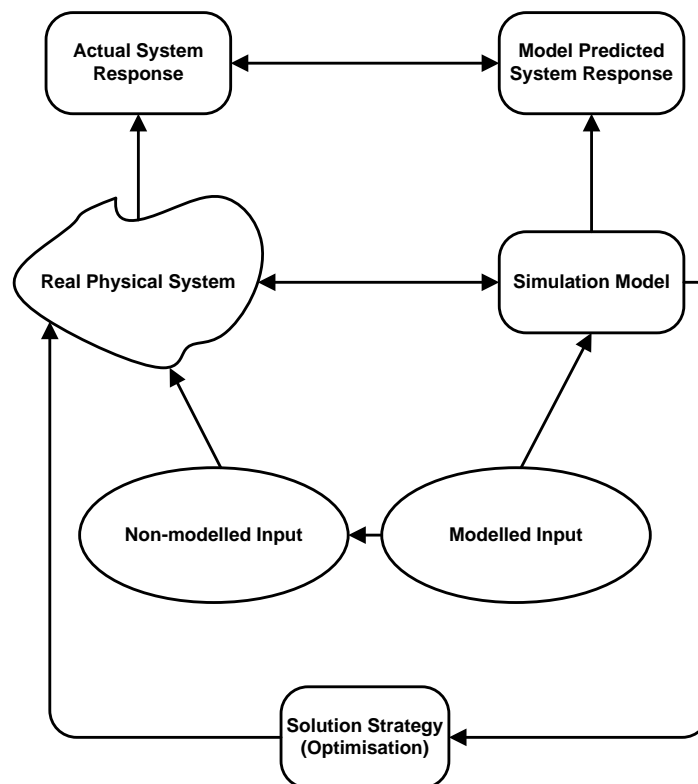 Actual System
Response
Model Predicted
System Response
Real Physical System
Simulation Model
Non-modelled Input
Modelled Input
Solution Strategy
(Optimisation)